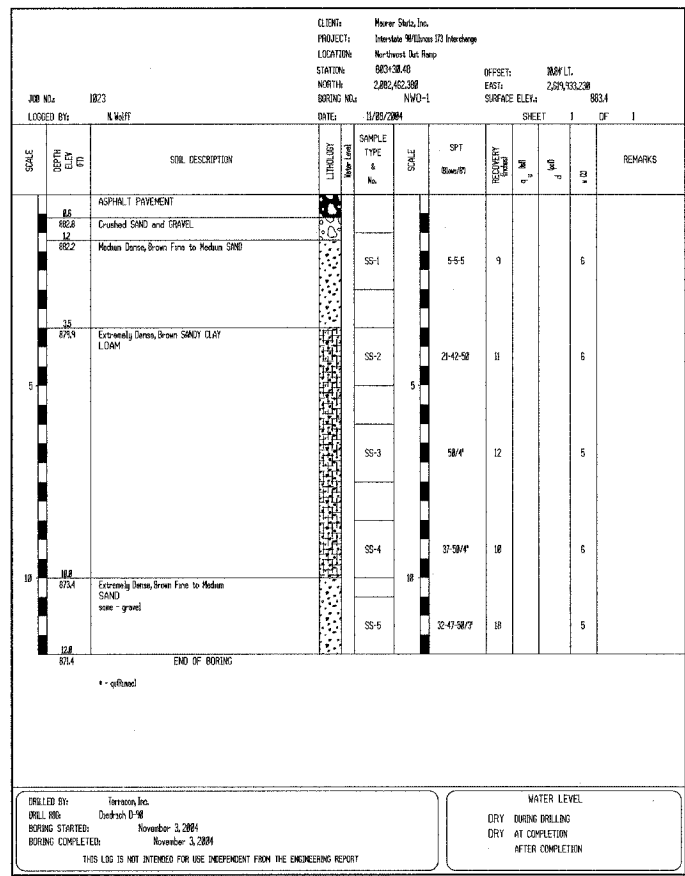 CLIENT: Maurer Stutz, Inc.
PROJECT: Interstate 90/Illinois 173 Interchange
LOCATION: Northwest Out Ramp
STATION: 803+30.48 OFFSET: LT.
NORTH: 2,082,462.380 EAST: 2,619,933.230
JOB NO.: 1023 BORING NO.: NWO-1 SURFACE ELEV.: 883.4
LOGGED BY: N. Wolff DATE: 11/09/2004 SHEET 1 OF 1
SCALE DEPTH ELEV (FT) SOIL DESCRIPTION LITHOLOGY Water Level SAMPLE TYPE & No. SCALE SPT (Blows/6") RECOVERY (inches) q u (tsf) d (pcf) w (%) REMARKS
ASPHALT PAVEMENT
0.6
882.8 Crushed SAND and GRAVEL
1.2
882.2 Medium Dense, Brown Fine to Medium SAND
SS-1 5-5-5 9 6
3.5
879.9 Extremely Dense, Brown SANDY CLAY
LOAM
SS-2 21-42-50 11 6
5 5
SS-3 50/4" 12 5
SS-4 37-50/4" 10 6
10.0
10 10
873.4 Extremely Dense, Brown Fine to Medium
SAND
some - gravel
SS-5 32-47-50/3" 18 5
12.0
871.4 END OF BORING
DRILLED BY: Terracon, Inc.
DRILL RIG: Diedrich D-90
BORING STARTED: November 3, 2004
BORING COMPLETED: November 3, 2004
THIS LOG IS NOT INTENDED FOR USE INDEPENDENT FROM THE ENGINEERING REPORT
WATER LEVEL
DRY DURING DRILLING
DRY AT COMPLETION
AFTER COMPLETION